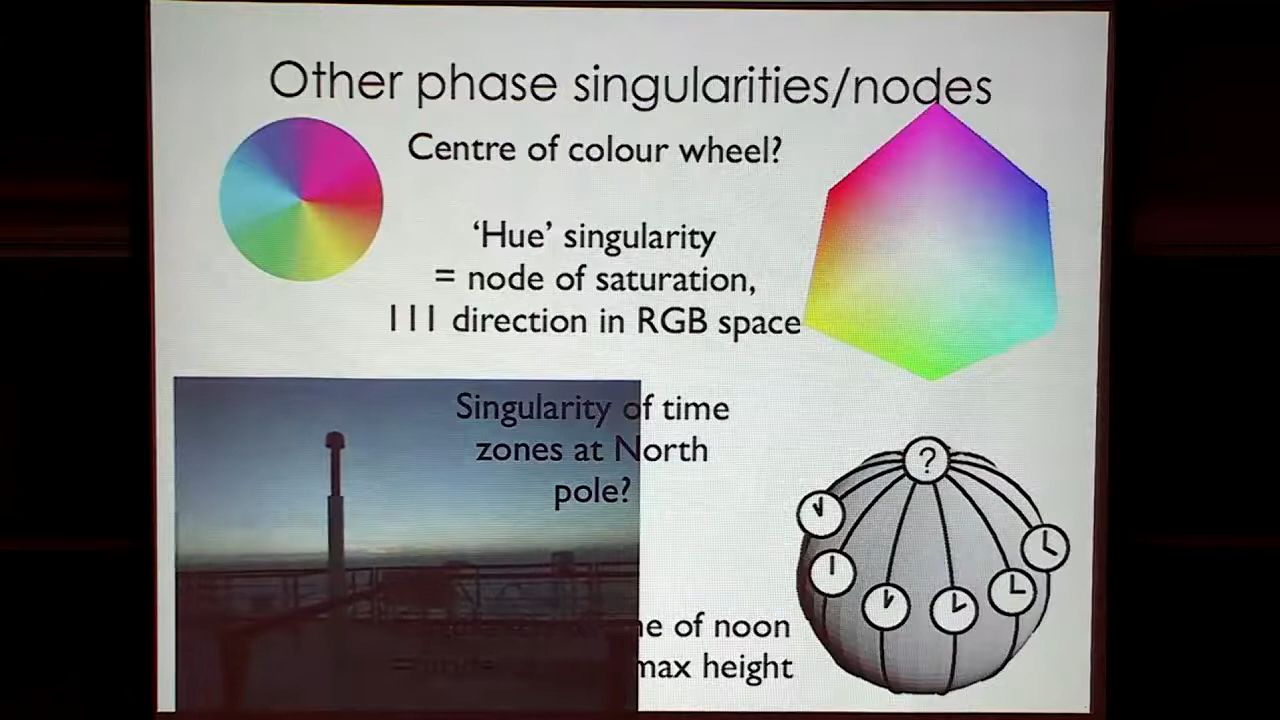 Other phase singularities/nodes
Centre of colour wheel?
‘Hue’ singularity
= node of saturation,
111 direction in RGB space
Singularity of time
zones at North
pole?
?
of noon
max height